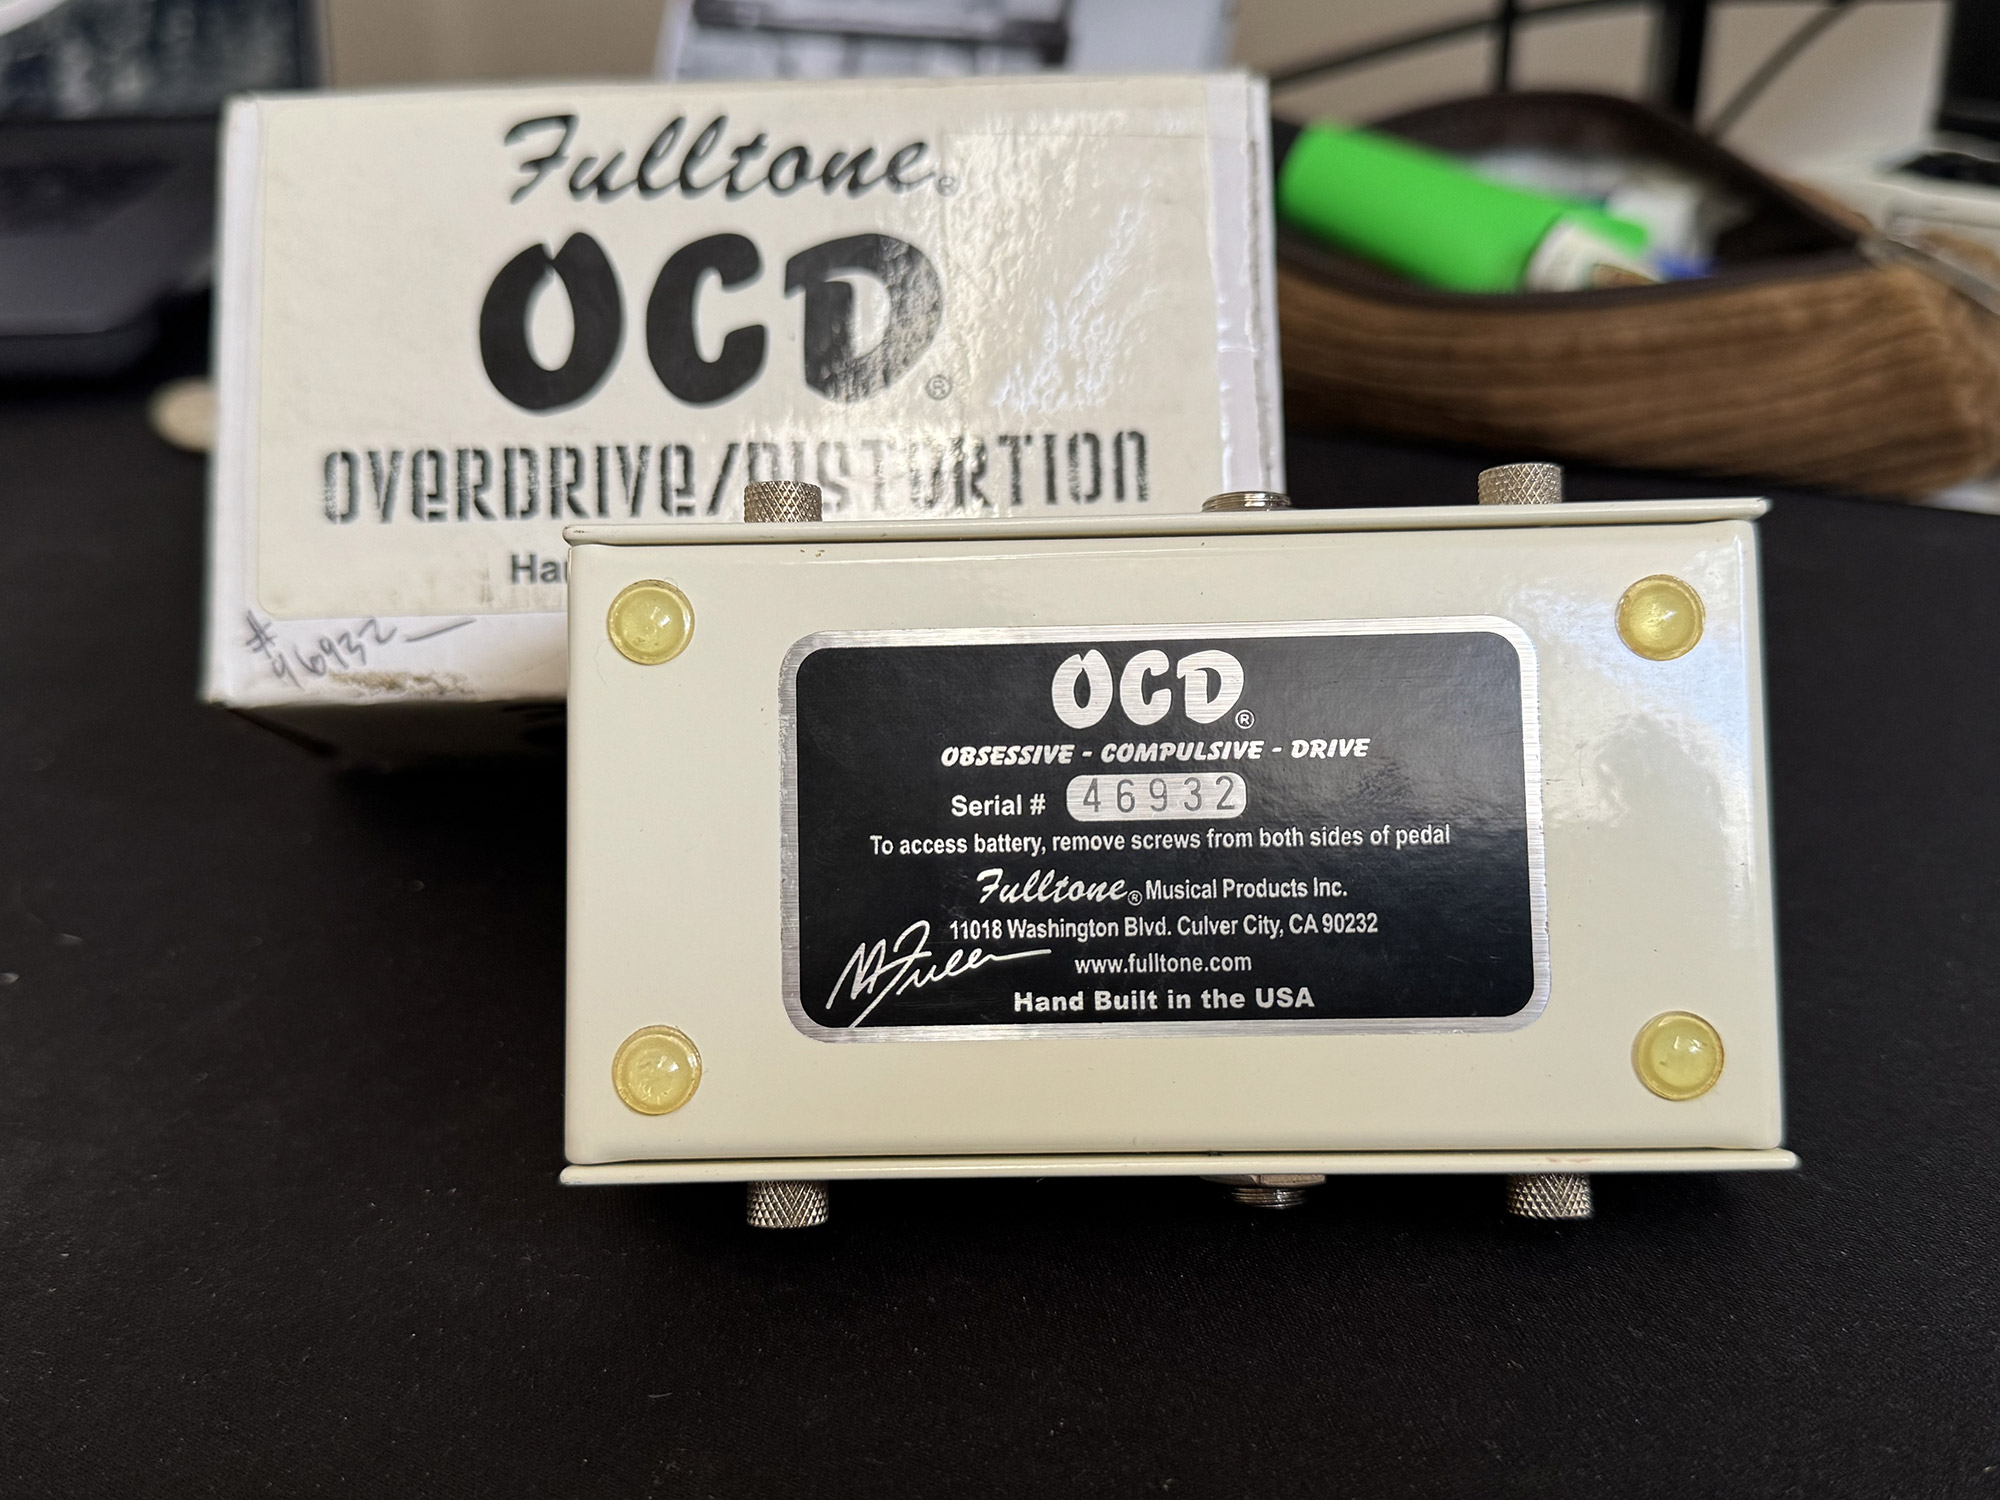 Fulltone®
OCD®
OVERDRIVE/DISTORTION
Ha
#
46932
OCD®
OBSESSIVE - COMPULSIVE - DRIVE
Serial # 46932
To access battery, remove screws from both sides of pedal
Fulltone® Musical Products Inc.
11018 Washington Blvd. Culver City, CA 90232
M Fuller
www.fulltone.com
Hand Built in the USA